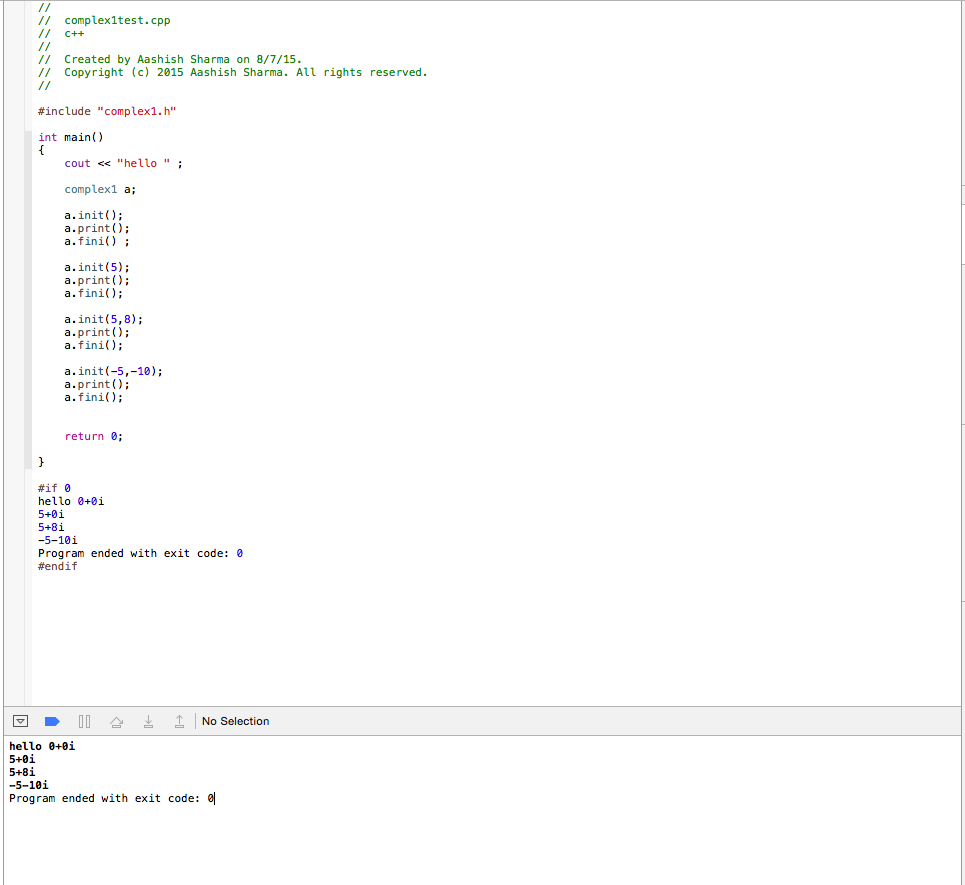 //
//  complex1test.cpp
//  c++
//
//  Created by Aashish Sharma on 8/7/15.
//  Copyright (c) 2015 Aashish Sharma. All rights reserved.
//
#include "complex1.h"
int main()
{
    cout << "hello " ;
    complex1 a;
    a.init();
    a.print();
    a.fini() ;
    a.init(5);
    a.print();
    a.fini();
    a.init(5,8);
    a.print();
    a.fini();
    a.init(-5,-10);
    a.print();
    a.fini();
    return 0;
}
#if 0
hello 0+0i
5+0i
5+8i
-5-10i
Program ended with exit code: 0
#endif
No Selection
hello 0+0i
5+0i
5+8i
-5-10i
Program ended with exit code: 0